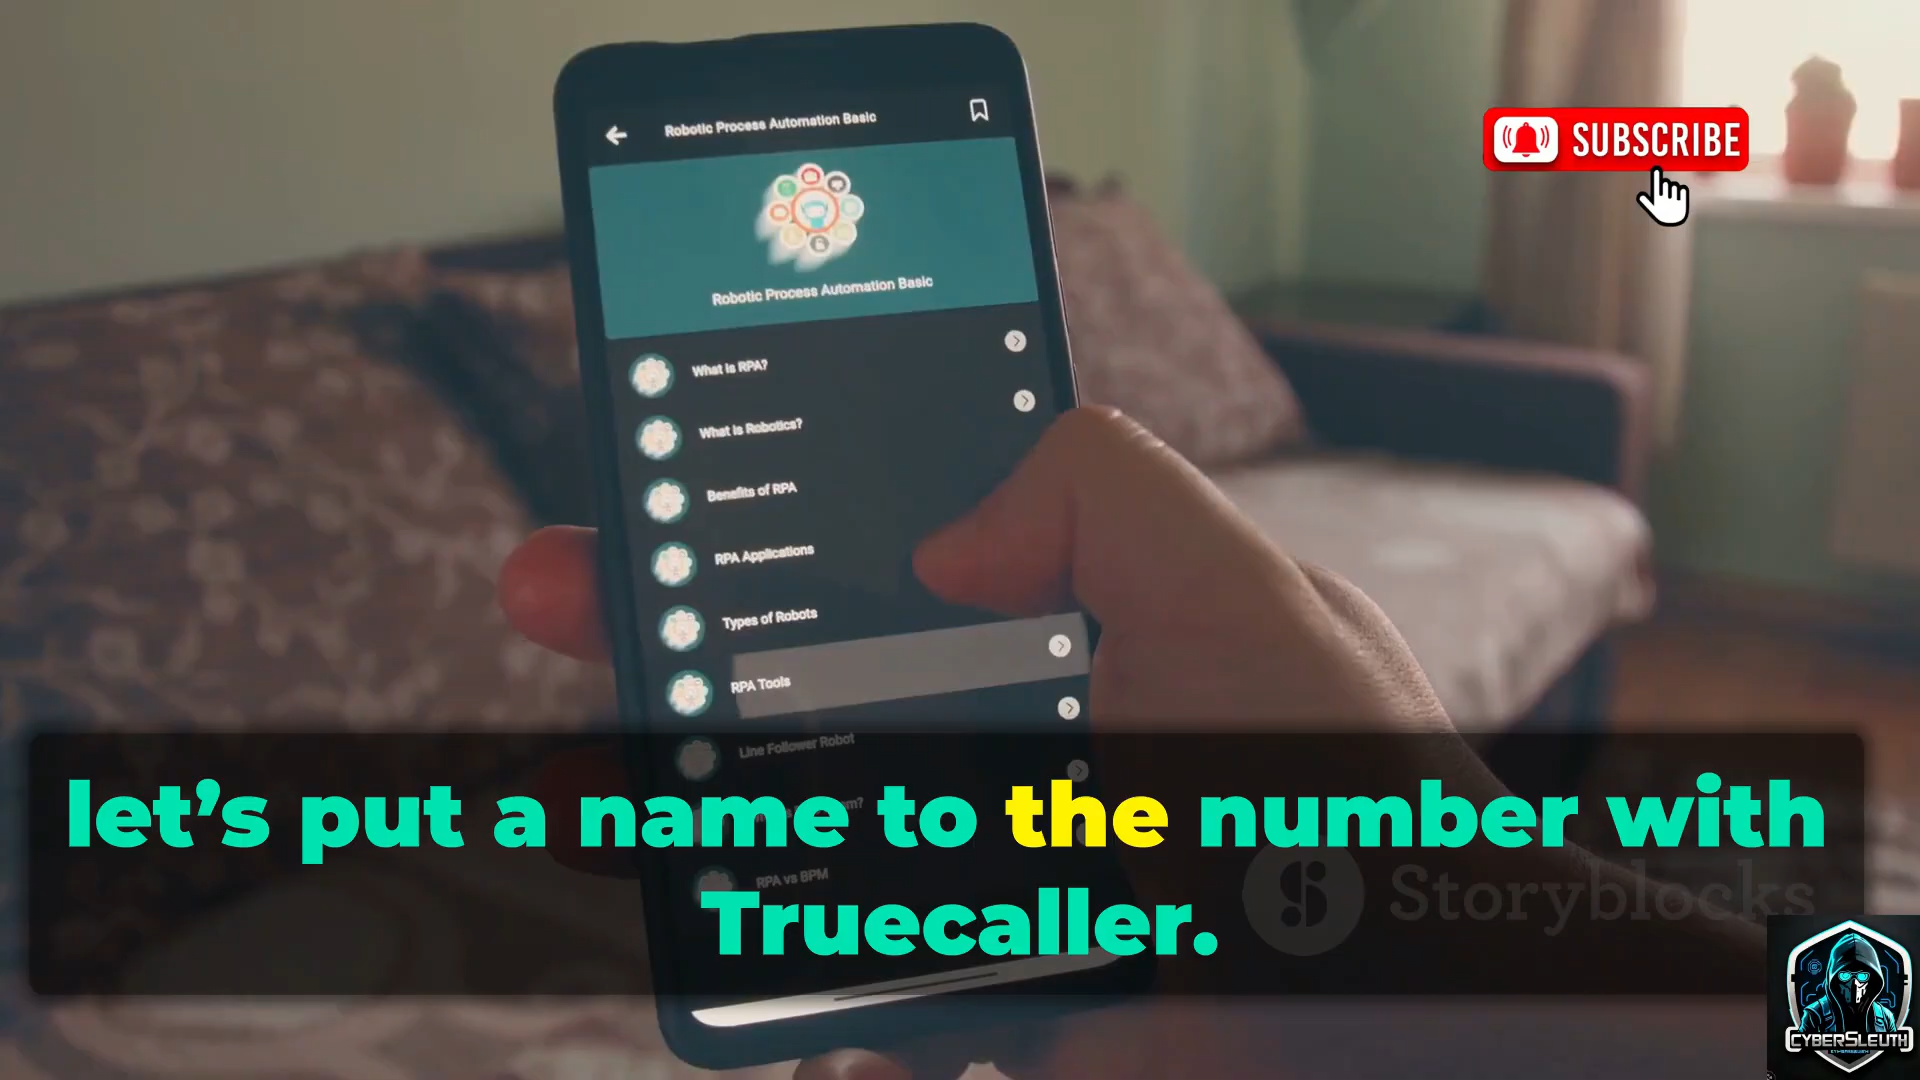 Robotic Process Automation Basic
SUBSCRIBE
Robotic Process Automation Basic
What is RPA?
What is Robotics?
Benefits of RPA
RPA Applications
Types of Robots
RPA Tools
Line Follower Robot
let’s put a name to the number with
RPA vs BPM
Storyblocks
Truecaller.
CYBERSLEUTH